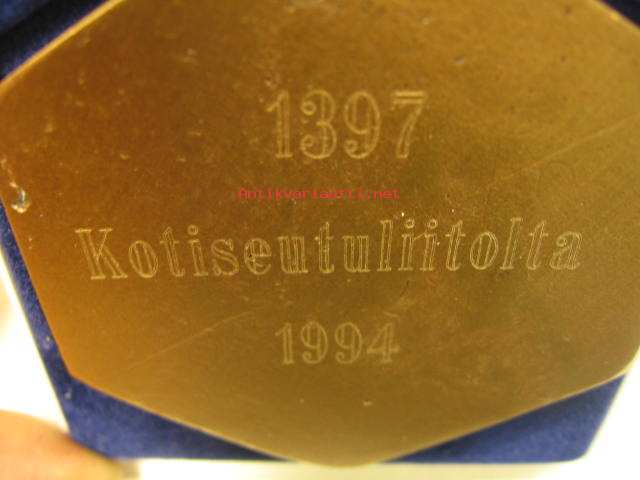 1397
Antikvariaatti.net
Kotiseutuliitolta
1994